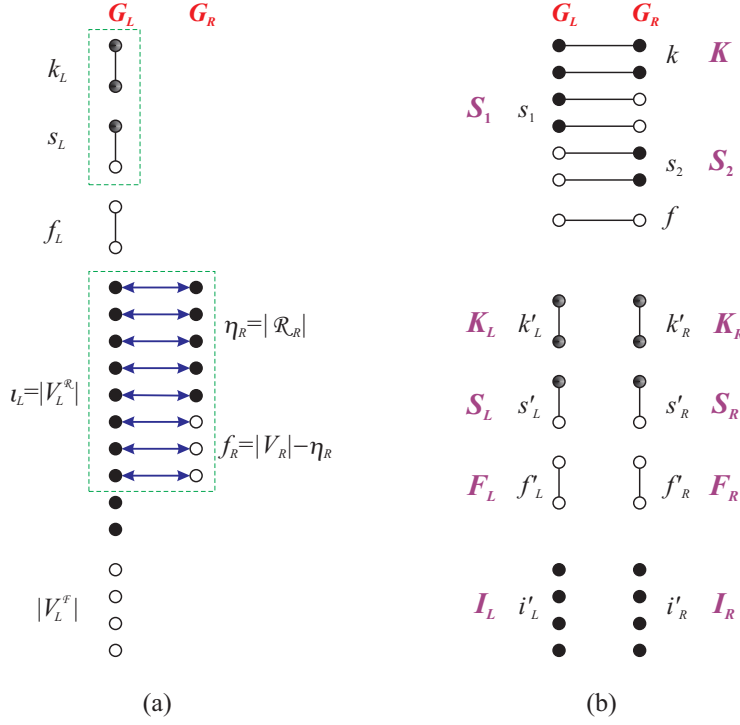 G_L G_R
k_L
s_L
f_L
η_R=|ℛ_R|
ι_L=|V_L^ℛ|
f_R=|V_R|−η_R
|V_L^ℱ|
(a)
G_L G_R
k K
S_1 s_1
s_2 S_2
f
K_L k'_L k'_R K_R
S_L s'_L s'_R S_R
F_L f'_L f'_R F_R
I_L i'_L i'_R I_R
(b)